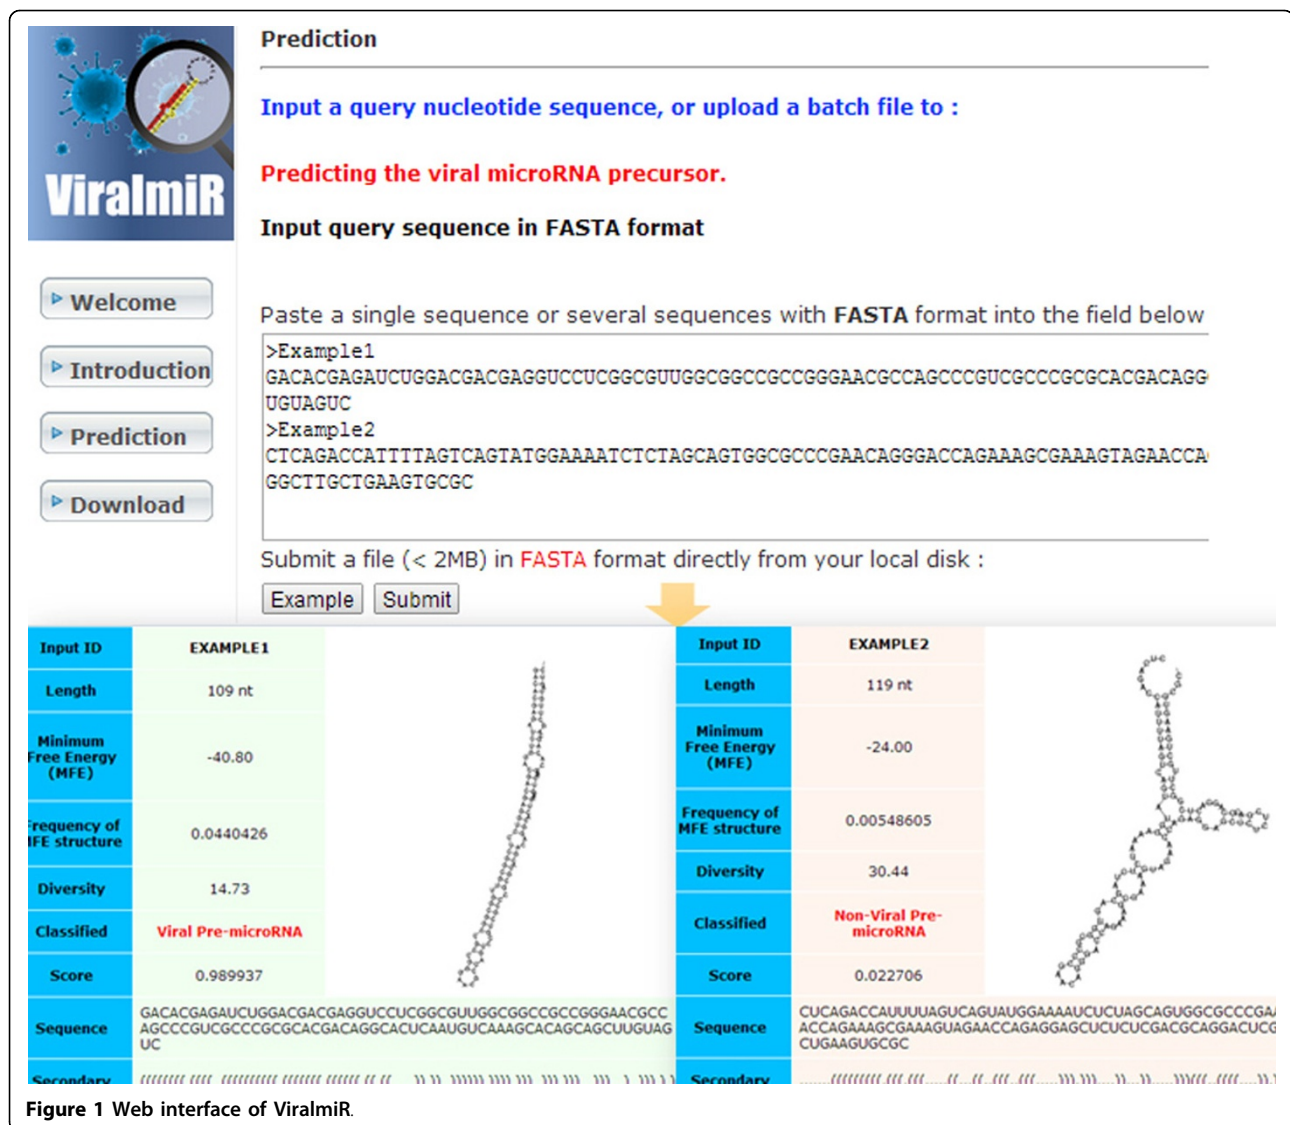 Prediction
Input a query nucleotide sequence, or upload a batch file to :
Predicting the viral microRNA precursor.
ViralmiR
Input query sequence in FASTA format
Welcome
Introduction
Prediction
Download
Paste a single sequence or several sequences with FASTA format into the field below
>Example1
GACACGAGAUCUGGACGACGAGGUCCUCGGCGUUGGCGGCCGCCGGGAACGCCAGCCCGUCGCCCGCGCACGACAGG
UGUAGUC
>Example2
CTCAGACCATTTTAGTCAGTATGGAAAATCTCTAGCAGTGGCGCCCGAACAGGGACCAGAAAGCGAAAGTAGAACCA
GGCTTGCTGAAGTGCGC
Submit a file (< 2MB) in FASTA format directly from your local disk :
Example Submit
Input ID EXAMPLE1
Length 109 nt
Minimum
Free Energy
(MFE)
-40.80
Frequency of
MFE structure
0.0440426
Diversity 14.73
Classified Viral Pre-microRNA
Score 0.989937
Sequence
GACACGAGAUCUGGACGACGAGGUCCUCGGCGUUGGCGGCCGCCGGGAACGCC
AGCCCGUCGCCCGCGCACGACAGGCACUCAAUGUCAAAGCACAGCAGCUUGUAG
UC
Secondary
Input ID EXAMPLE2
Length 119 nt
Minimum
Free Energy
(MFE)
-24.00
Frequency of
MFE structure
0.00548605
Diversity 30.44
Classified
Non-Viral Pre-
microRNA
Score 0.022706
Sequence
CUCAGACCAUUUUAGUCAGUAUGGAAAAUCUCUAGCAGUGGCGCCCGAA
ACCAGAAAGCGAAAGUAGAACCAGAGGAGCUCUCUCGACGCAGGACUCG
CUGAAGUGCGC
Secondary
Figure 1 Web interface of ViralmiR.